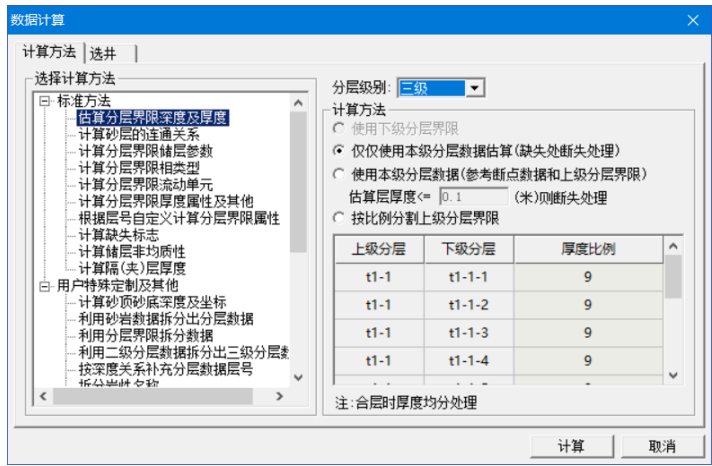 数据计算
计算方法
选井
选择计算方法
标准方法
估算分层界限深度及厚度
计算砂层的连通关系
计算分层界限储层参数
计算分层界限相类型
计算分层界限流动单元
计算分层界限厚度属性及其他
根据层号自定义计算分层界限属性
计算缺失标志
计算储层非均质性
计算隔(夹)层厚度
用户特殊定制及其他
计算砂顶砂底深度及坐标
利用砂岩数据拆分出分层数据
利用分层界限拆分数据
利用二级分层数据拆分出三级分层数
按深度关系补充分层数据层号
拆分岩性名称
分层级别: 三级
计算方法
使用下级分层界限
仅仅使用本级分层数据估算(缺失处断失处理)
使用本级分层数据(参考断点数据和上级分层界限)
估算层厚度<= 0.1 (米)则断失处理
按比例分割上级分层界限
上级分层 下级分层 厚度比例
t1-1 t1-1-1 9
t1-1 t1-1-2 9
t1-1 t1-1-3 9
t1-1 t1-1-4 9
注:合层时厚度均分处理
计算 取消